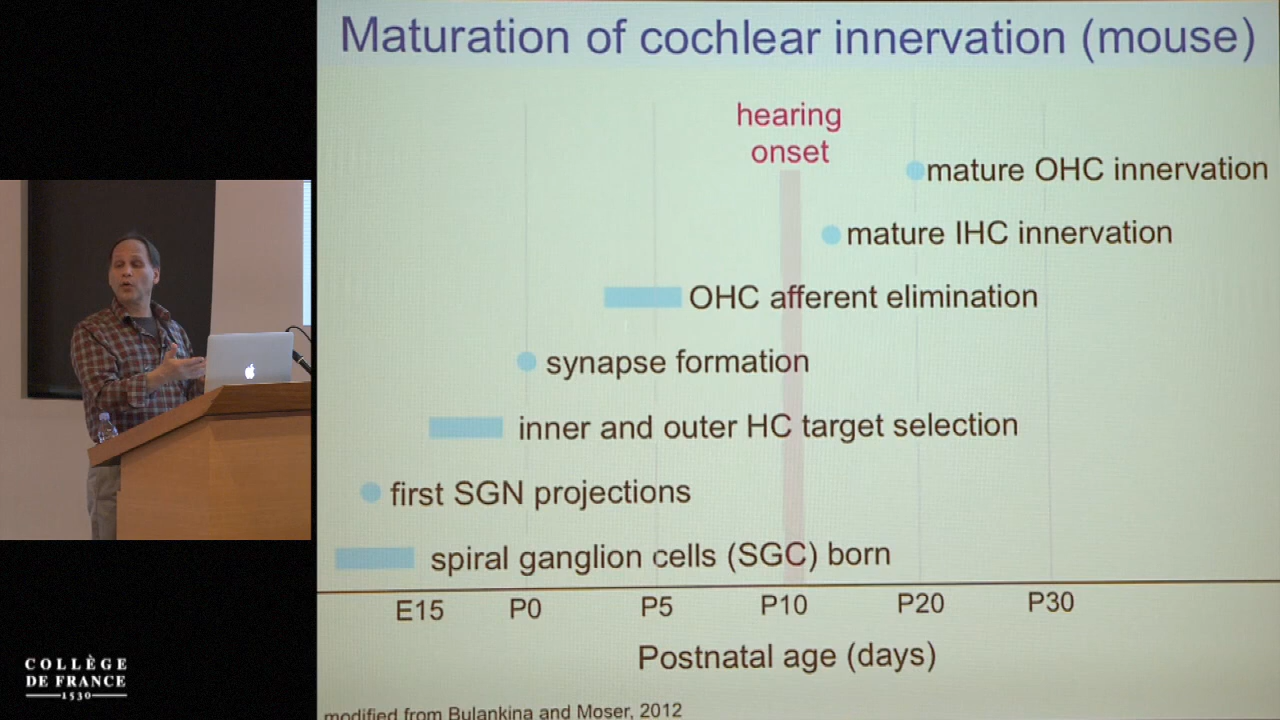 Maturation of cochlear innervation (mouse)
hearing
onset
mature OHC innervation
mature IHC innervation
OHC afferent elimination
synapse formation
inner and outer HC target selection
first SGN projections
spiral ganglion cells (SGC) born
E15 P0 P5 P10 P20 P30
Postnatal age (days)
modified from Bulankina and Moser, 2012
COLLÈGE
DE FRANCE
1530